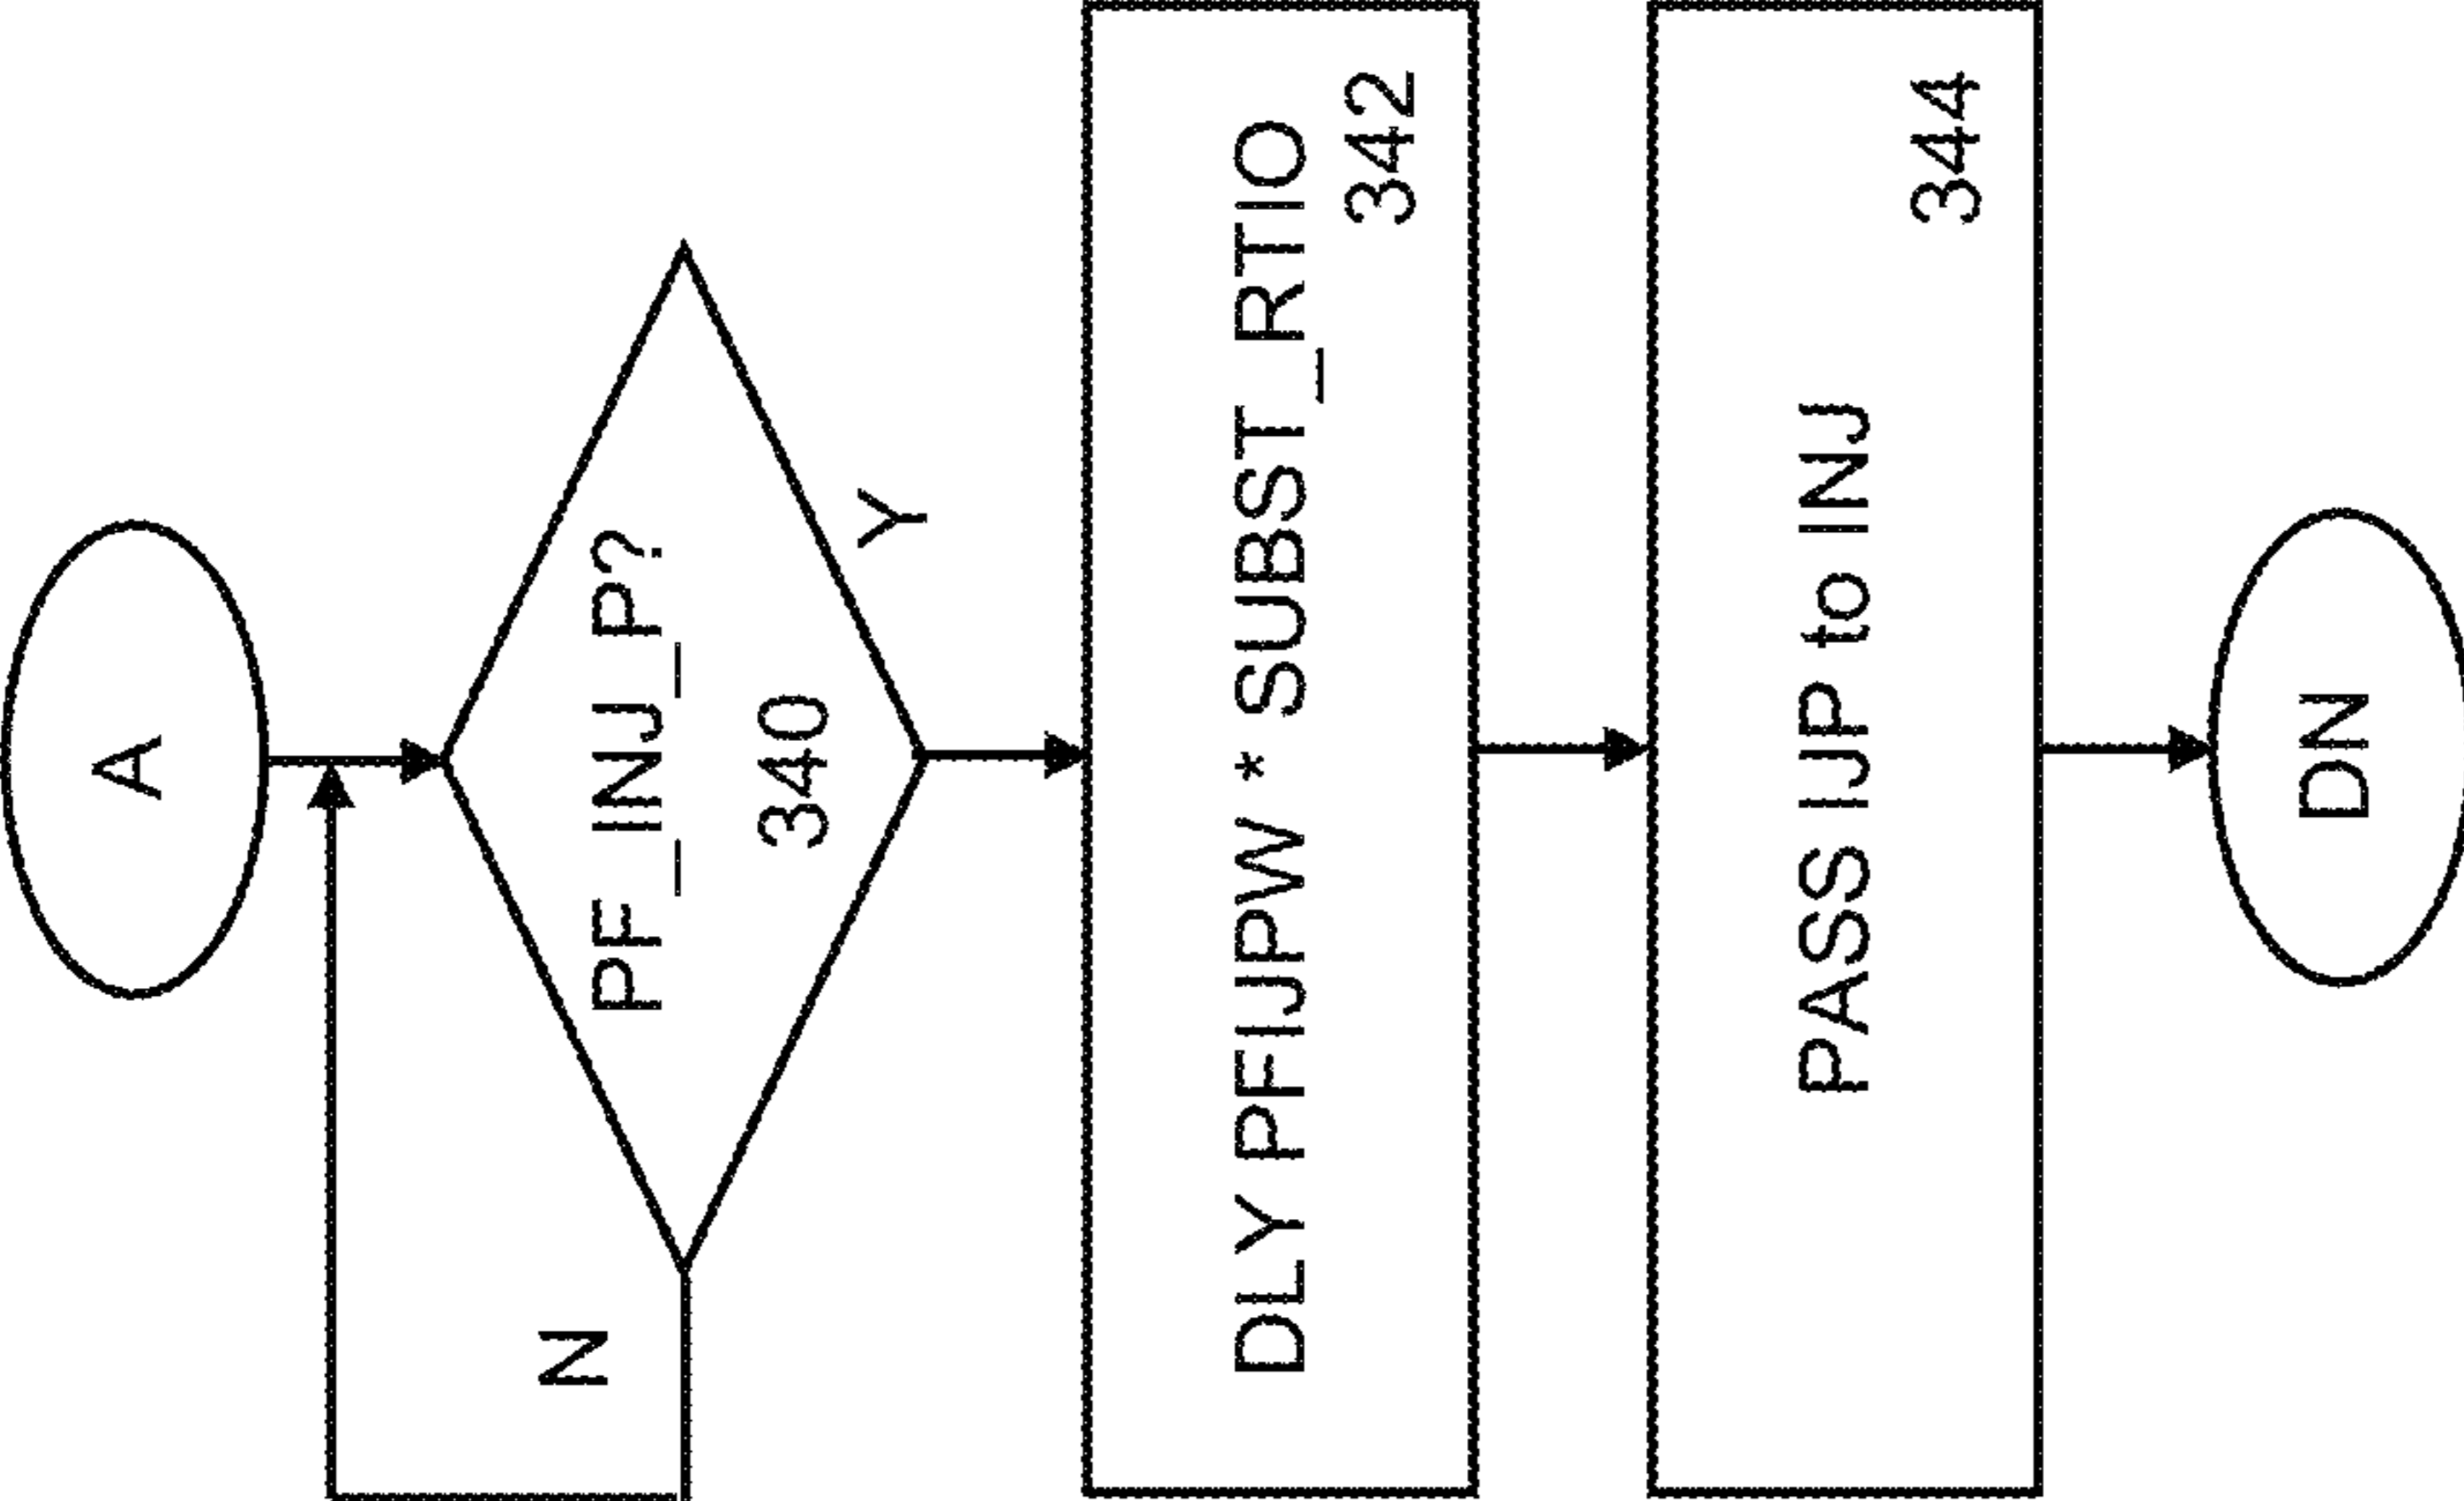 A
PF_INJ_P?
340
N
Y
DLY PFIJPW * SUBST_RTIO
342
PASS IJP to INJ
344
DN